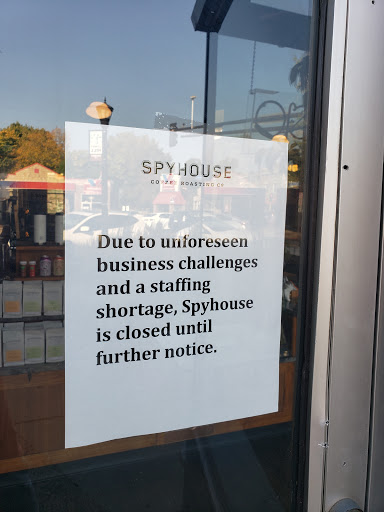 SPYHOUSE
COFFEE ROASTING CO
Due to unforeseen
business challenges
and a staffing
shortage, Spyhouse
is closed until
further notice.